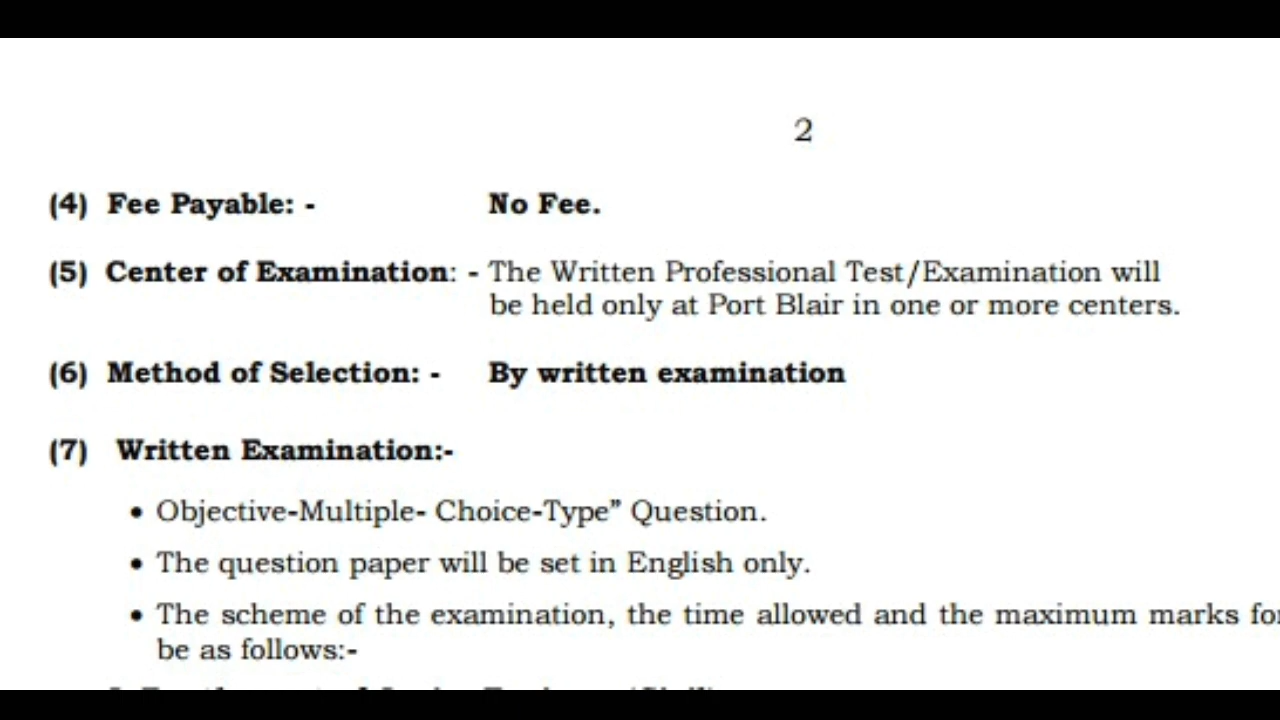 2
(4) Fee Payable: - No Fee.
(5) Center of Examination: - The Written Professional Test/Examination will
be held only at Port Blair in one or more centers.
(6) Method of Selection: - By written examination
(7) Written Examination:-
• Objective-Multiple- Choice-Type” Question.
• The question paper will be set in English only.
• The scheme of the examination, the time allowed and the maximum marks
be as follows:-